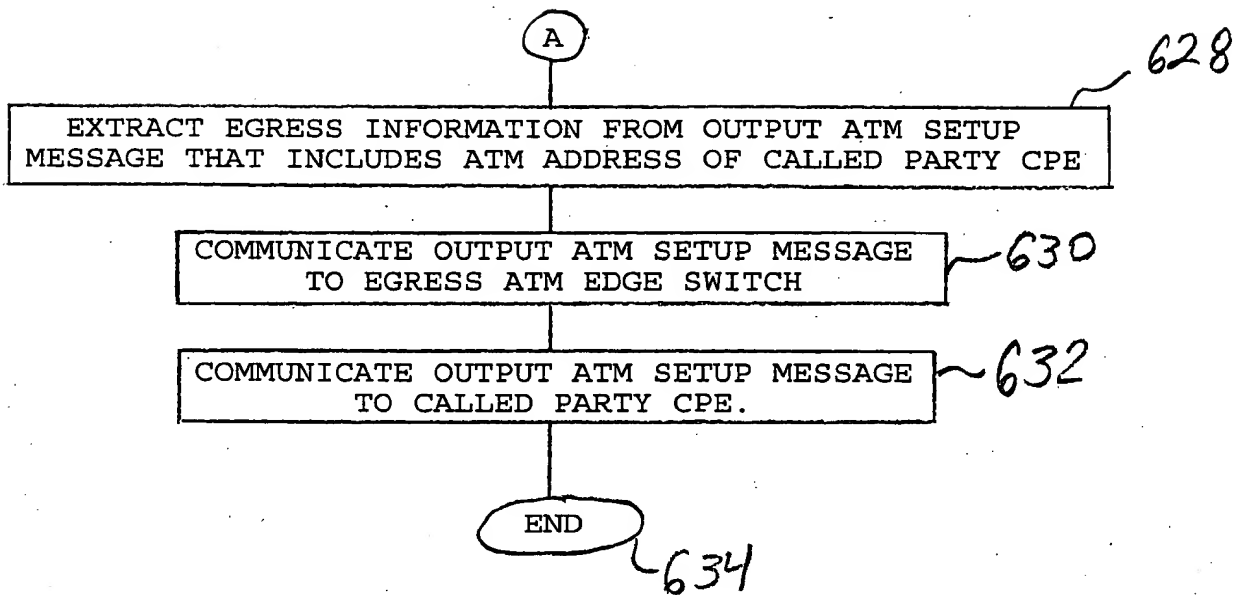 A
628
EXTRACT EGRESS INFORMATION FROM OUTPUT ATM SETUP
MESSAGE THAT INCLUDES ATM ADDRESS OF CALLED PARTY CPE
COMMUNICATE OUTPUT ATM SETUP MESSAGE
TO EGRESS ATM EDGE SWITCH
630
COMMUNICATE OUTPUT ATM SETUP MESSAGE
TO CALLED PARTY CPE.
632
END
634